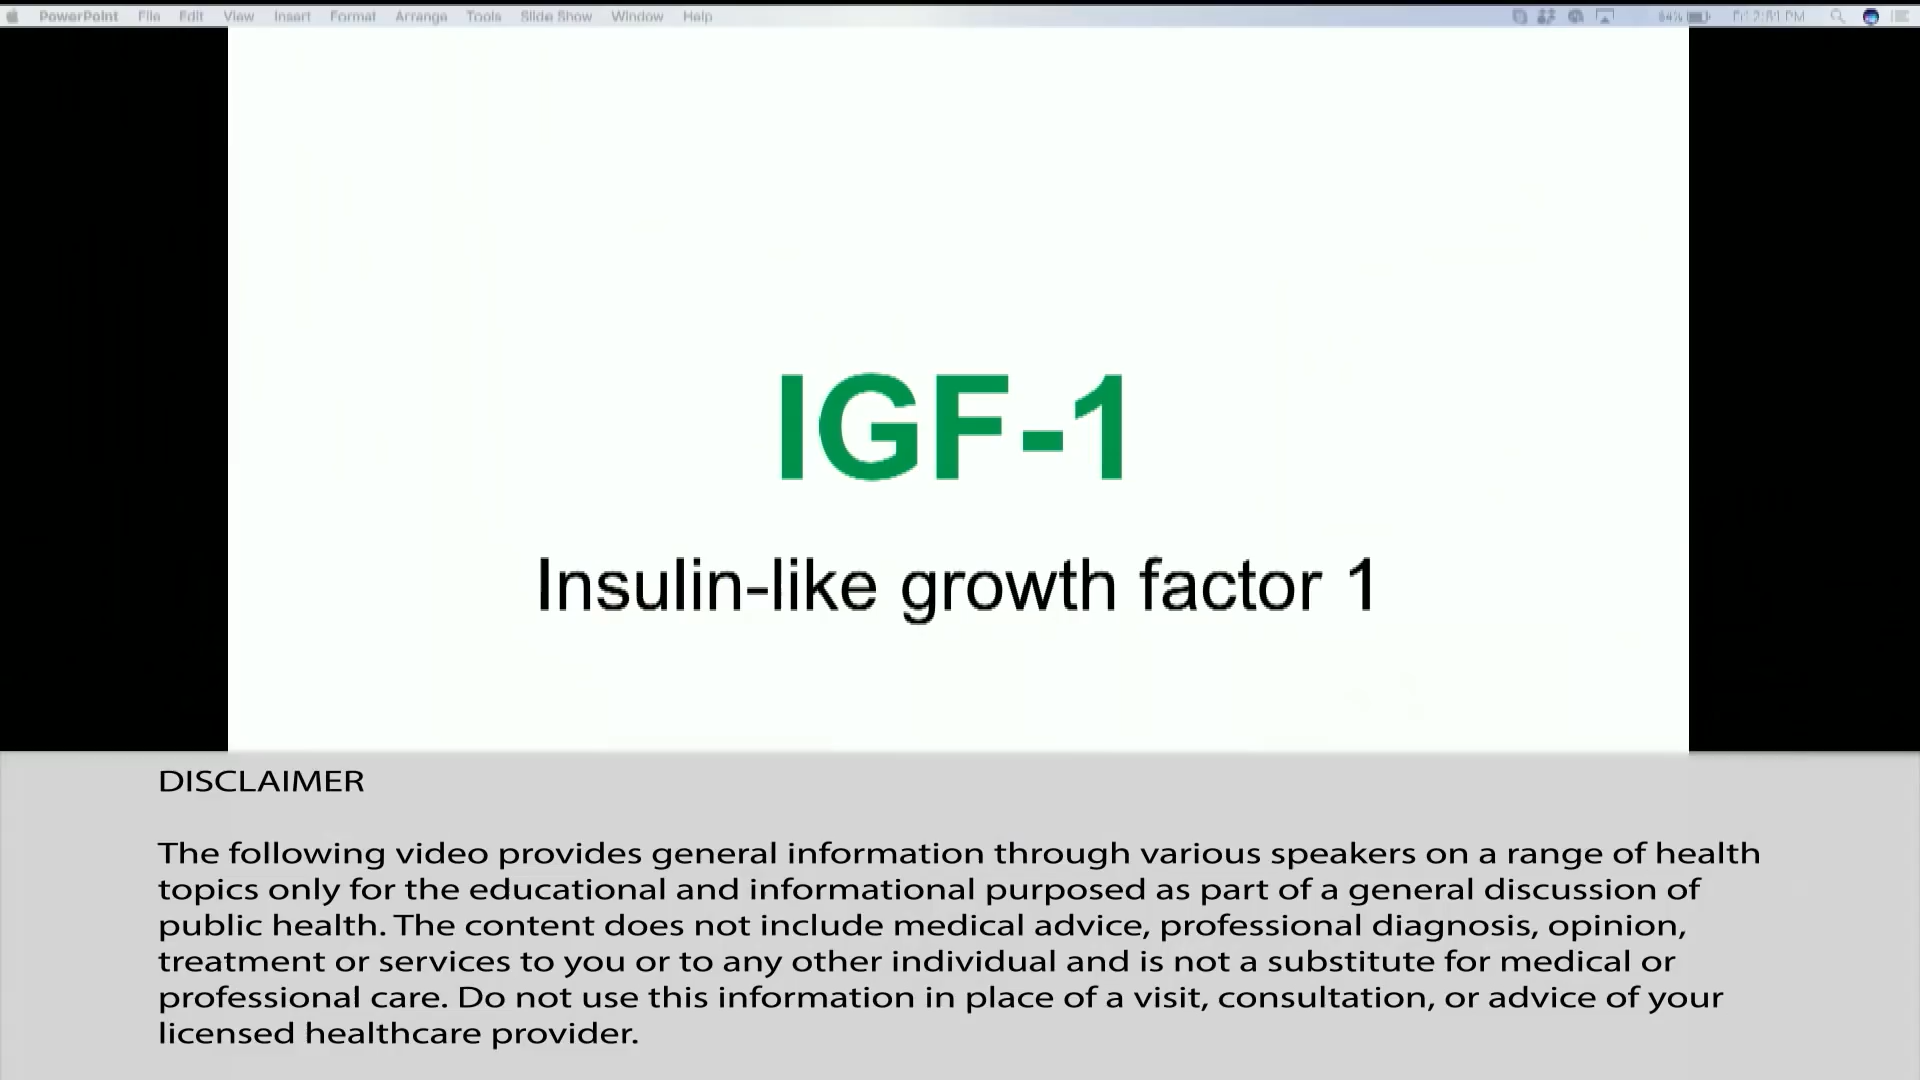 PowerPoint File Edit View Insert Format Arrange Tools Slide Show Window Help
IGF-1
Insulin-like growth factor 1
DISCLAIMER
The following video provides general information through various speakers on a range of health
topics only for the educational and informational purposed as part of a general discussion of
public health. The content does not include medical advice, professional diagnosis, opinion,
treatment or services to you or to any other individual and is not a substitute for medical or
professional care. Do not use this information in place of a visit, consultation, or advice of your
licensed healthcare provider.